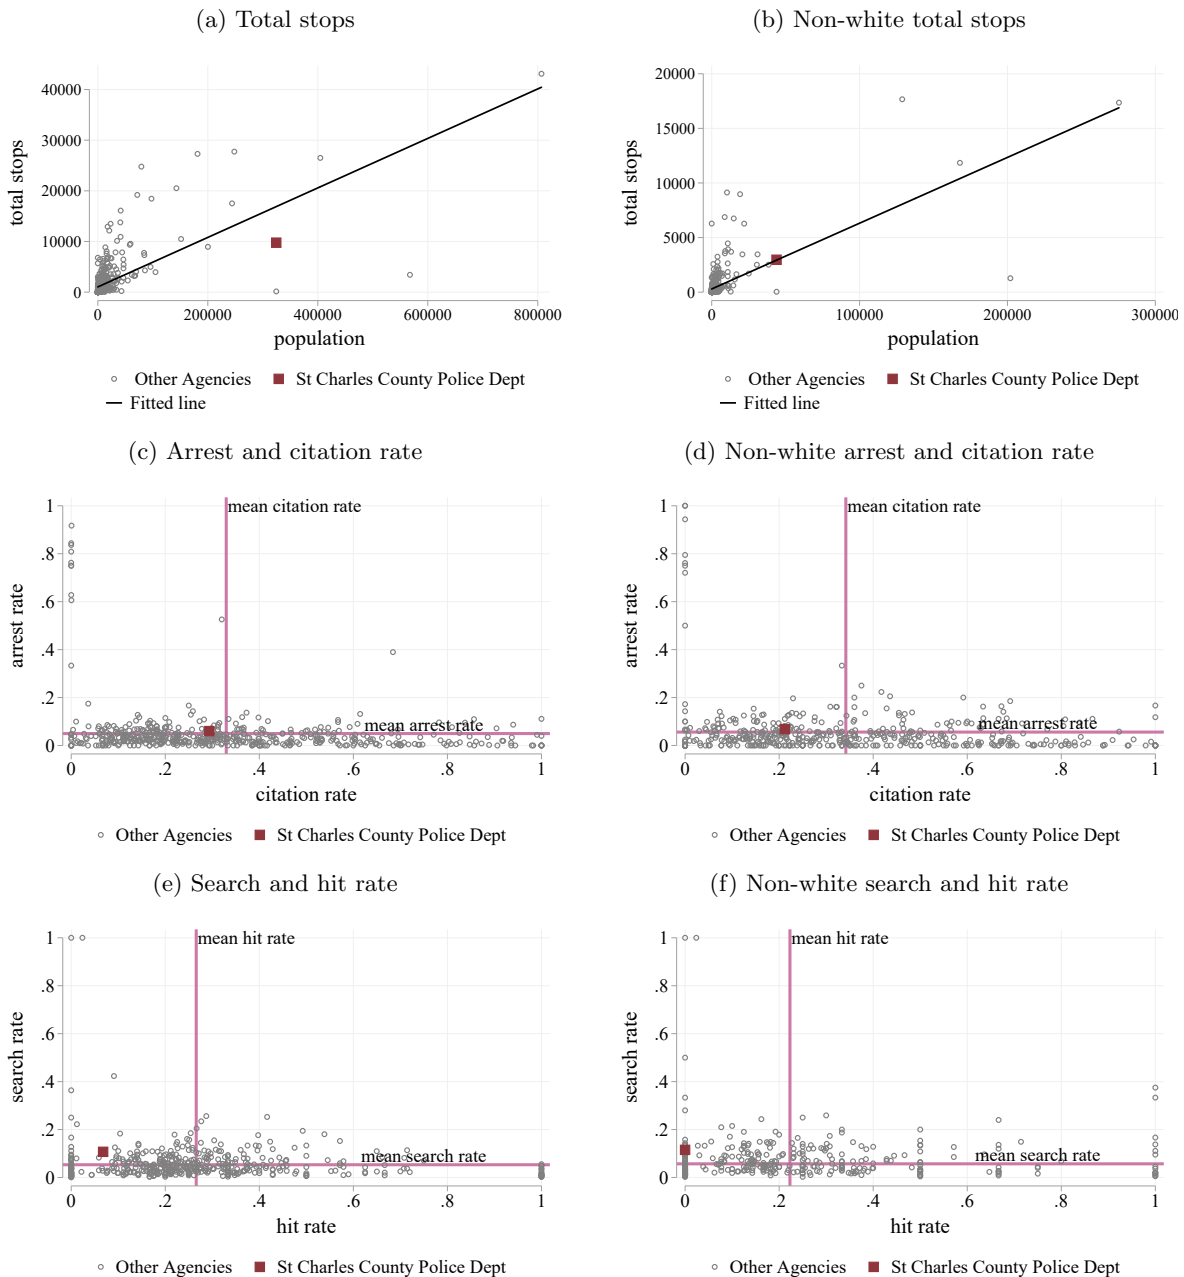 (a) Total stops
(b) Non-white total stops
total stops
40000
30000
20000
10000
0
0
200000
400000
600000
800000
population
Other Agencies
St Charles County Police Dept
Fitted line
total stops
20000
15000
10000
5000
0
0
100000
200000
300000
population
Other Agencies
St Charles County Police Dept
Fitted line
(c) Arrest and citation rate
(d) Non-white arrest and citation rate
arrest rate
1
.8
.6
.4
.2
0
mean citation rate
mean arrest rate
0
.2
.4
.6
.8
1
citation rate
Other Agencies
St Charles County Police Dept
arrest rate
1
.8
.6
.4
.2
0
mean citation rate
mean arrest rate
0
.2
.4
.6
.8
1
citation rate
Other Agencies
St Charles County Police Dept
(e) Search and hit rate
(f) Non-white search and hit rate
search rate
1
.8
.6
.4
.2
0
mean hit rate
mean search rate
0
.2
.4
.6
.8
1
hit rate
Other Agencies
St Charles County Police Dept
search rate
1
.8
.6
.4
.2
0
mean hit rate
mean search rate
0
.2
.4
.6
.8
1
hit rate
Other Agencies
St Charles County Police Dept